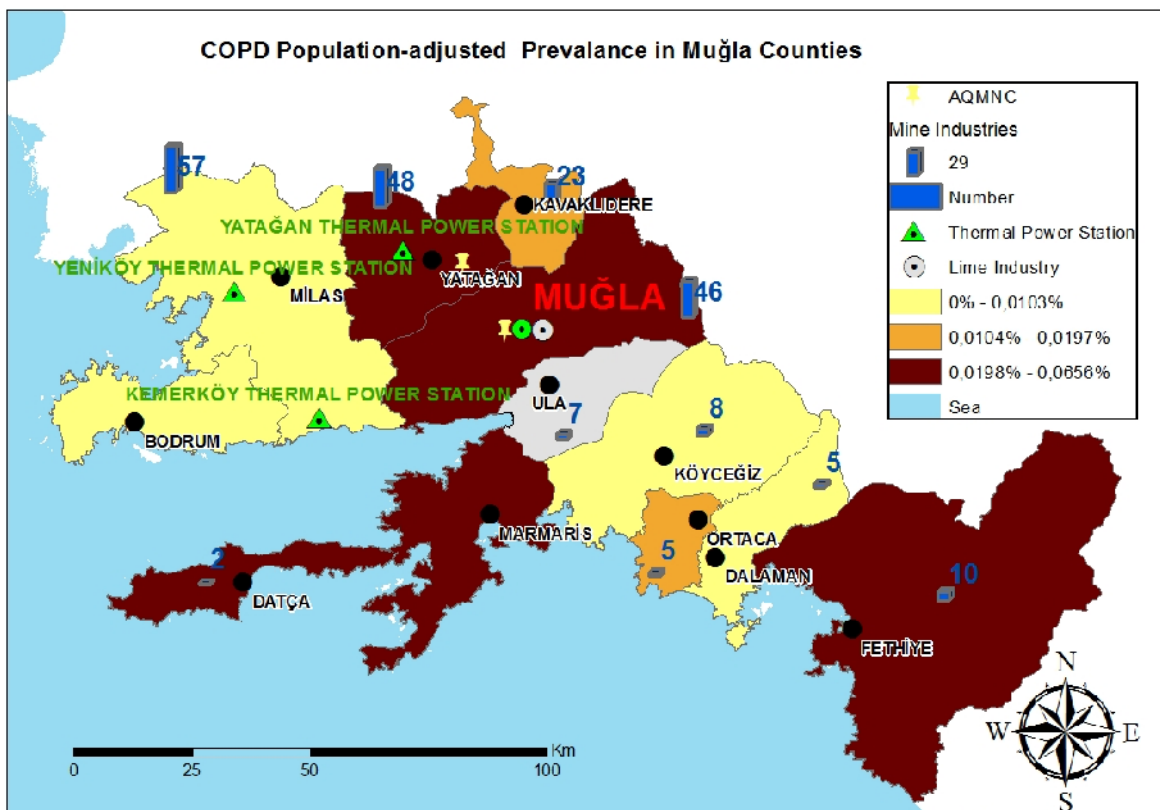 COPD Population-adjusted Prevalance in Muğla Counties
AQMNC
Mine Industries
29
Number
Thermal Power Station
Lime Industry
0% - 0,0103%
0,0104% - 0,0197%
0,0198% - 0,0656%
Sea
57
48
23
KAVAKLIDERE
YATAĞAN THERMAL POWER STATION
YATAĞAN
YENİKÖY THERMAL POWER STATION
MİLAS
MUĞLA
46
KEMERKÖY THERMAL POWER STATION
ULA
7
8
BODRUM
KÖYCEĞİZ
5
MARMARİS
ORTACA
5
DALAMAN
2
DATÇA
10
FETHİYE
N
W
E
S
Km
0
25
50
100